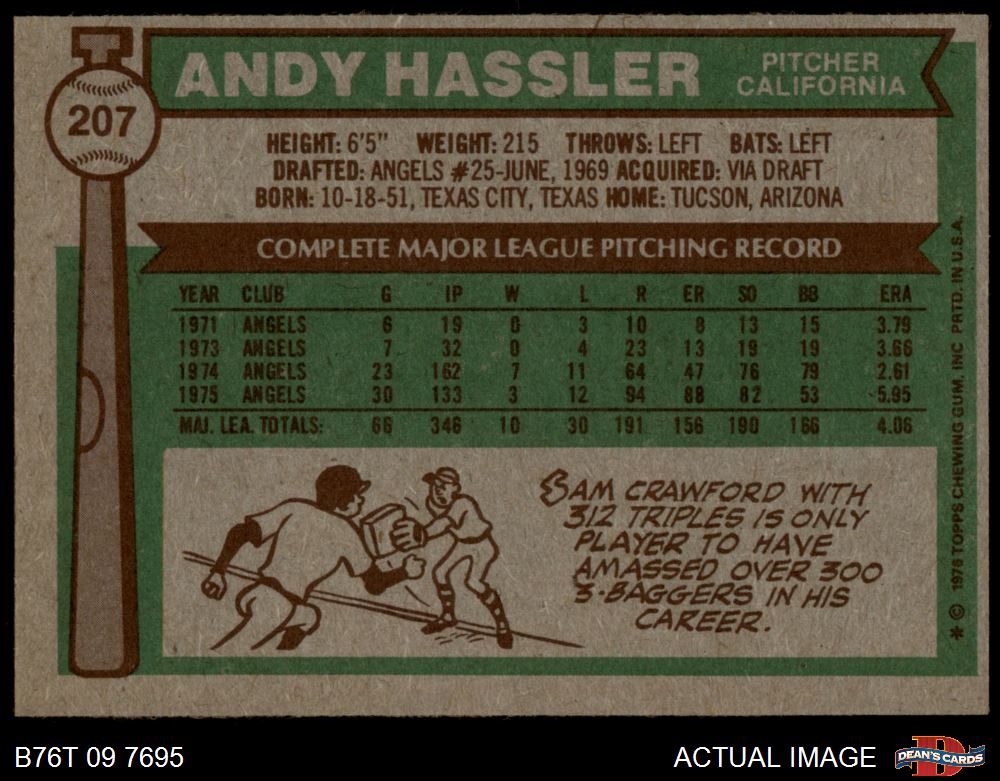 207
ANDY HASSLER
PITCHER
CALIFORNIA
HEIGHT: 6'5" WEIGHT: 215 THROWS: LEFT BATS: LEFT
DRAFTED: ANGELS #25-JUNE, 1969 ACQUIRED: VIA DRAFT
BORN: 10-18-51, TEXAS CITY, TEXAS HOME: TUCSON, ARIZONA
COMPLETE MAJOR LEAGUE PITCHING RECORD
YEAR CLUB G IP W L R ER SO BB ERA
1971 ANGELS 6 19 0 3 10 8 13 15 3.79
1973 ANGELS 7 32 0 4 23 13 19 19 3.66
1974 ANGELS 23 162 7 11 64 47 76 79 2.61
1975 ANGELS 30 133 3 12 94 88 82 53 5.95
MAJ. LEA. TOTALS: 66 346 10 30 191 156 190 166 4.06
SAM CRAWFORD WITH
312 TRIPLES IS ONLY
PLAYER TO HAVE
AMASSED OVER 300
3-BAGGERS IN HIS
CAREER.
* © 1976 TOPPS CHEWING GUM, INC PRTD. IN U.S.A.
B76T 09 7695
ACTUAL IMAGE
D
DEAN'S CARDS